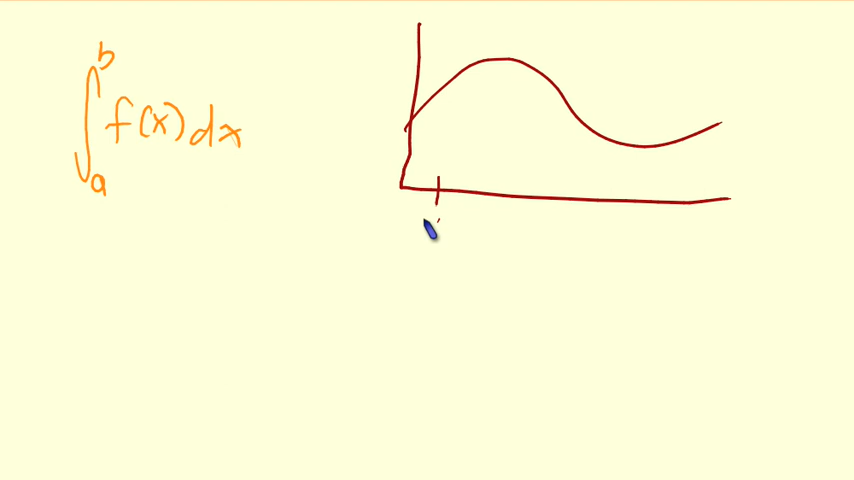 ∫_a^b f(x) dx